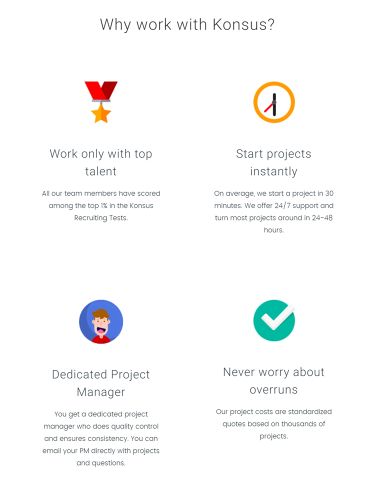 Why work with Konsus?
Work only with top
talent
All our team members have scored
among the top 1% in the Konsus
Recruiting Tests.
Start projects
instantly
On average, we start a project in 30
minutes. We offer 24/7 support and
turn most projects around in 24-48
hours.
Dedicated Project
Manager
You get a dedicated project
manager who does quality control
and ensures consistency. You can
email your PM directly with projects
and questions.
Never worry about
overruns
Our project costs are standardized
quotes based on thousands of
projects.